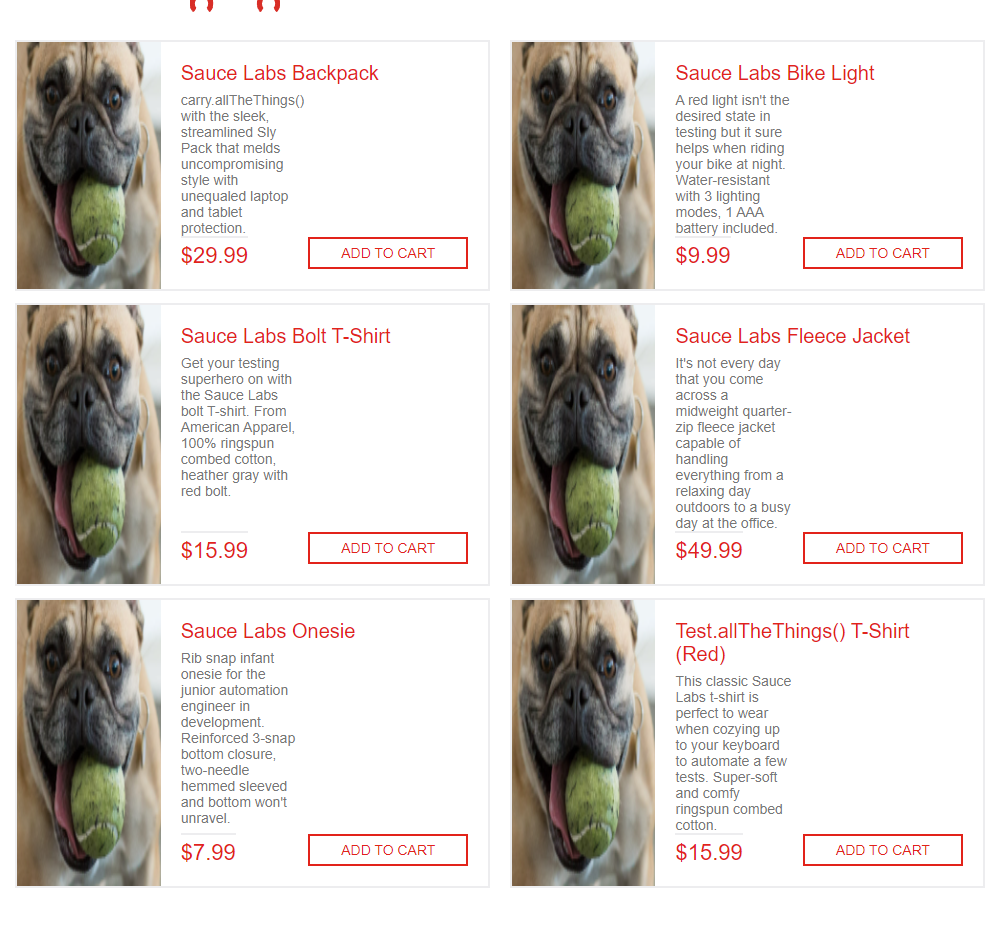 Sauce Labs Backpack
carry.allTheThings()
with the sleek,
streamlined Sly
Pack that melds
uncompromising
style with
unequaled laptop
and tablet
protection.
$29.99
ADD TO CART
Sauce Labs Bike Light
A red light isn't the
desired state in
testing but it sure
helps when riding
your bike at night.
Water-resistant
with 3 lighting
modes, 1 AAA
battery included.
$9.99
ADD TO CART
Sauce Labs Bolt T-Shirt
Get your testing
superhero on with
the Sauce Labs
bolt T-shirt. From
American Apparel,
100% ringspun
combed cotton,
heather gray with
red bolt.
$15.99
ADD TO CART
Sauce Labs Fleece Jacket
It's not every day
that you come
across a
midweight quarter-
zip fleece jacket
capable of
handling
everything from a
relaxing day
outdoors to a busy
day at the office.
$49.99
ADD TO CART
Sauce Labs Onesie
Rib snap infant
onesie for the
junior automation
engineer in
development.
Reinforced 3-snap
bottom closure,
two-needle
hemmed sleeved
and bottom won't
unravel.
$7.99
ADD TO CART
Test.allTheThings() T-Shirt
(Red)
This classic Sauce
Labs t-shirt is
perfect to wear
when cozying up
to your keyboard
to automate a few
tests. Super-soft
and comfy
ringspun combed
cotton.
$15.99
ADD TO CART